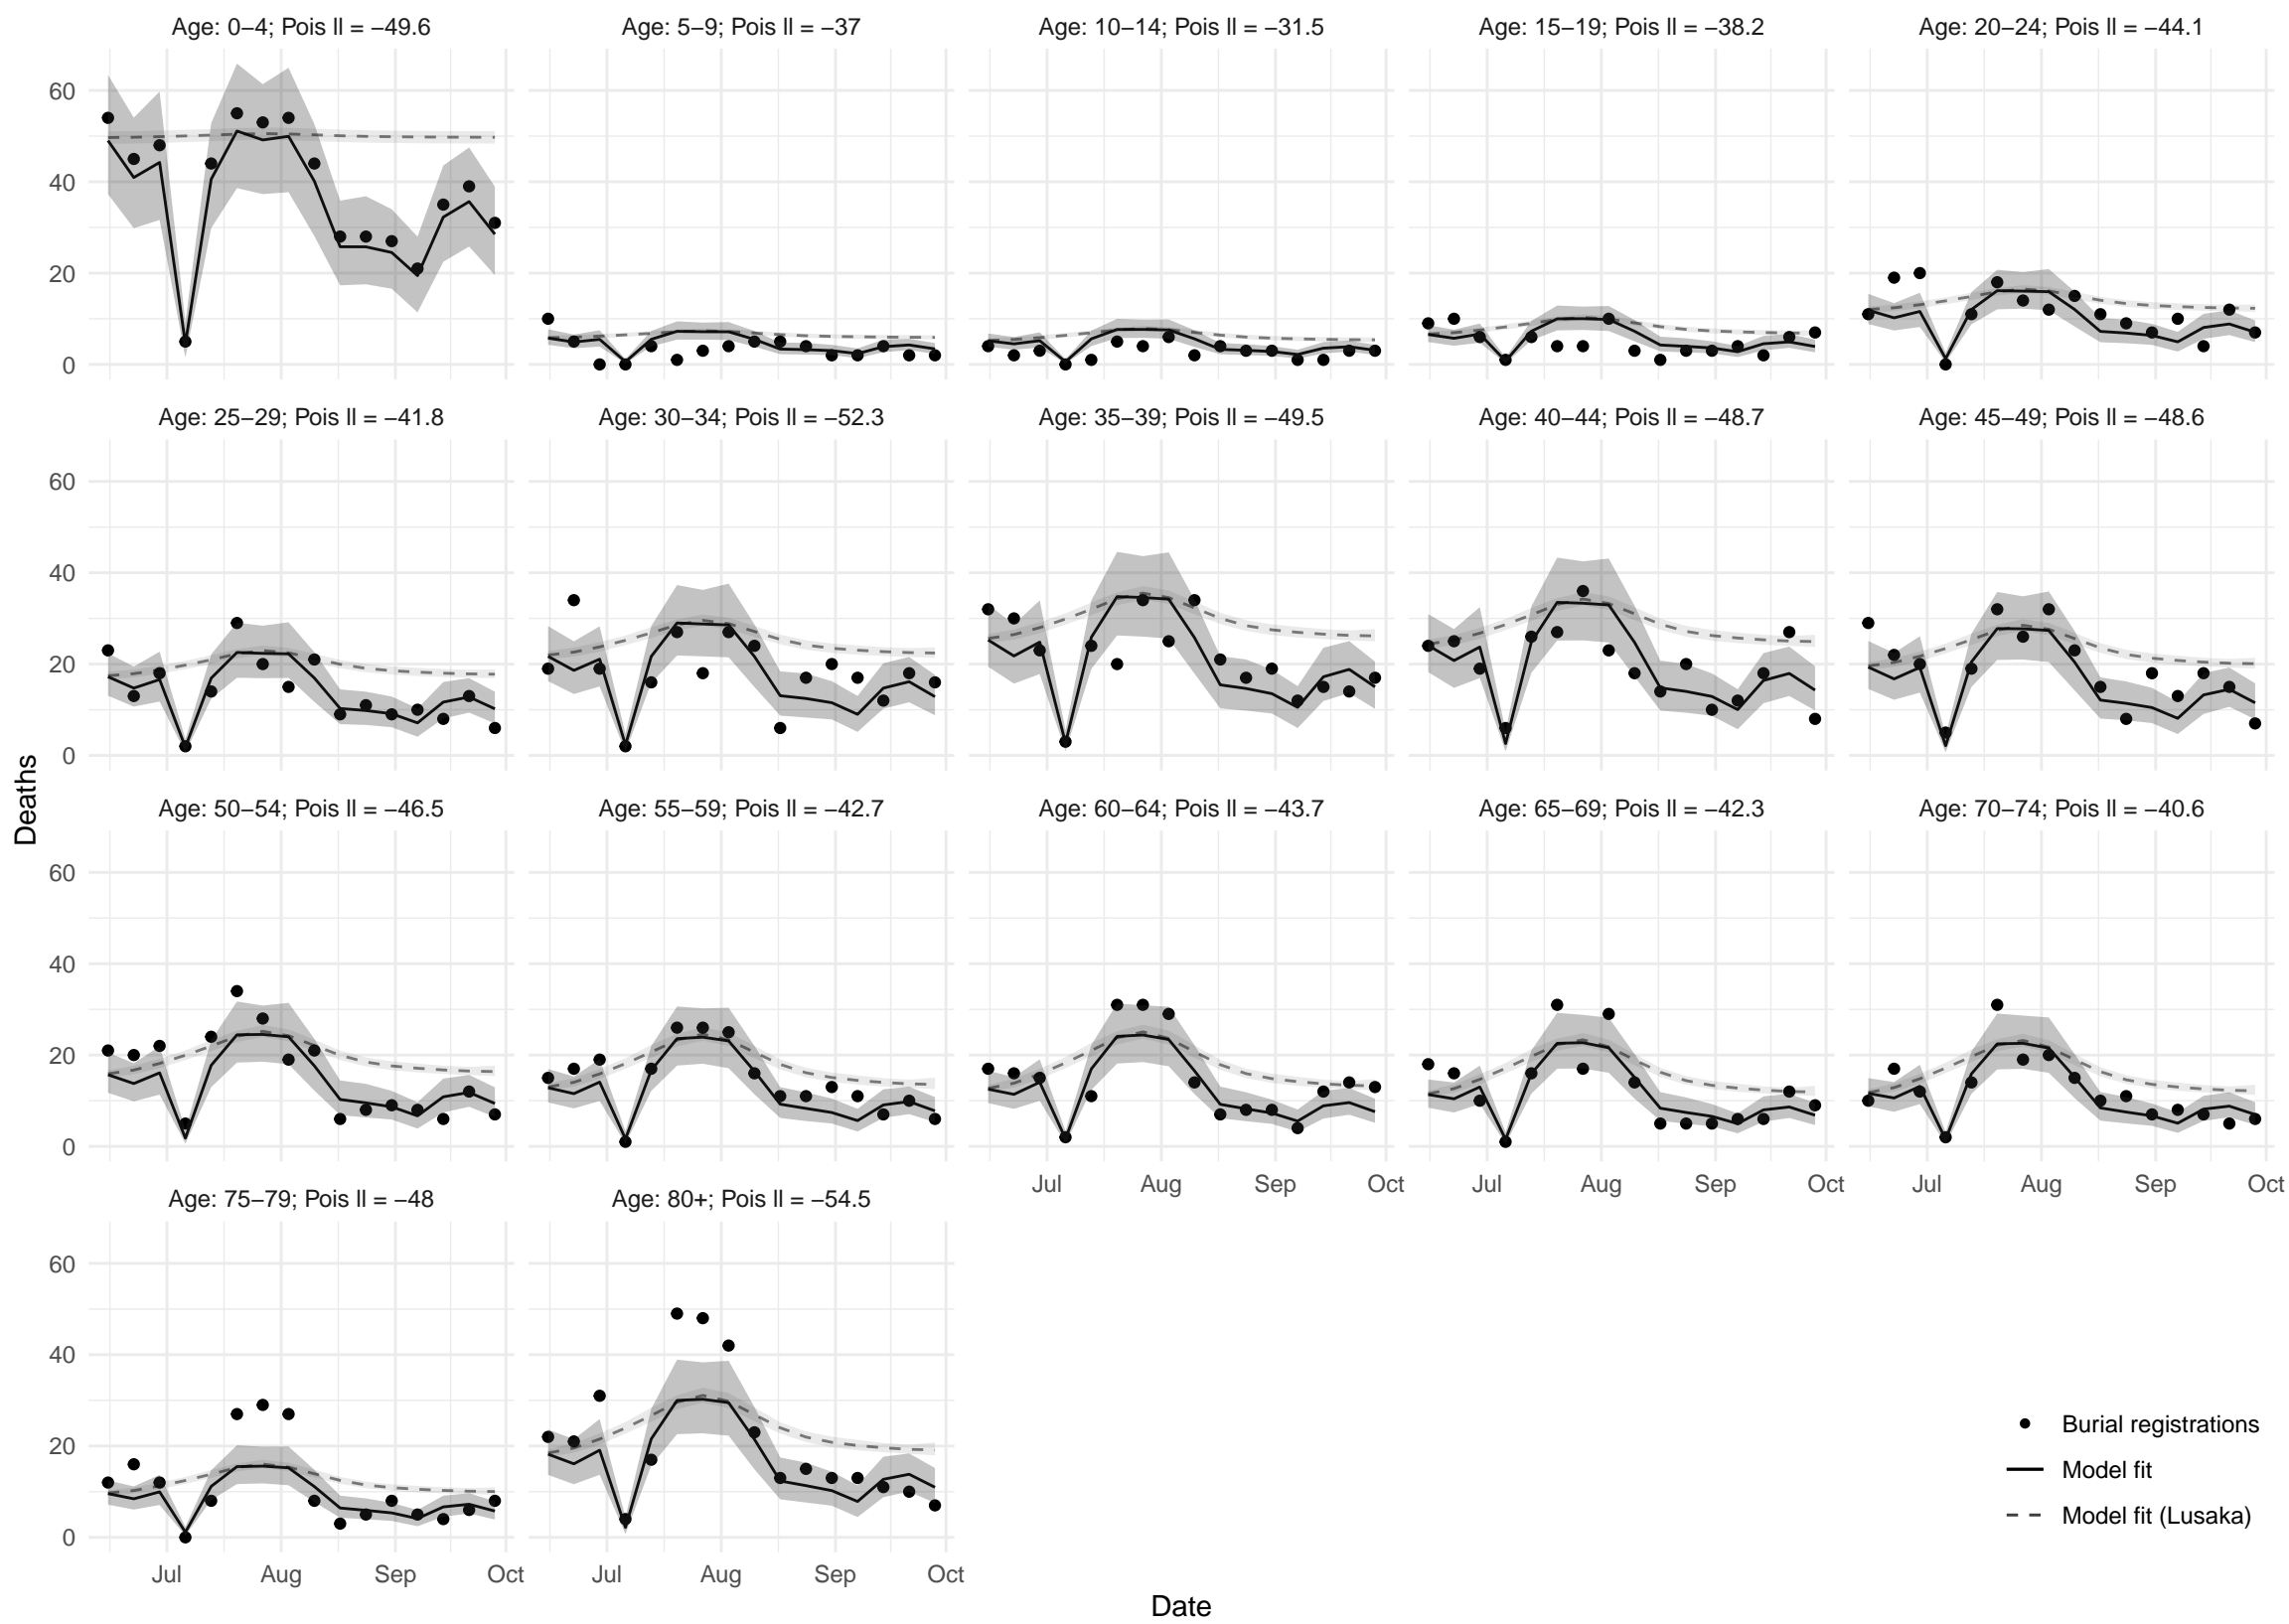 Age: 0−4; Pois ll = −49.6
Age: 5−9; Pois ll = −37
Age: 10−14; Pois ll = −31.5
Age: 15−19; Pois ll = −38.2
Age: 20−24; Pois ll = −44.1
60
40
20
0
Age: 25−29; Pois ll = −41.8
Age: 30−34; Pois ll = −52.3
Age: 35−39; Pois ll = −49.5
Age: 40−44; Pois ll = −48.7
Age: 45−49; Pois ll = −48.6
60
40
20
0
Deaths
Age: 50−54; Pois ll = −46.5
Age: 55−59; Pois ll = −42.7
Age: 60−64; Pois ll = −43.7
Age: 65−69; Pois ll = −42.3
Age: 70−74; Pois ll = −40.6
60
40
20
0
Jul Aug Sep Oct
Jul Aug Sep Oct
Jul Aug Sep Oct
Age: 75−79; Pois ll = −48
Age: 80+; Pois ll = −54.5
60
40
20
0
Jul Aug Sep Oct
Jul Aug Sep Oct
Burial registrations
Model fit
Model fit (Lusaka)
Date